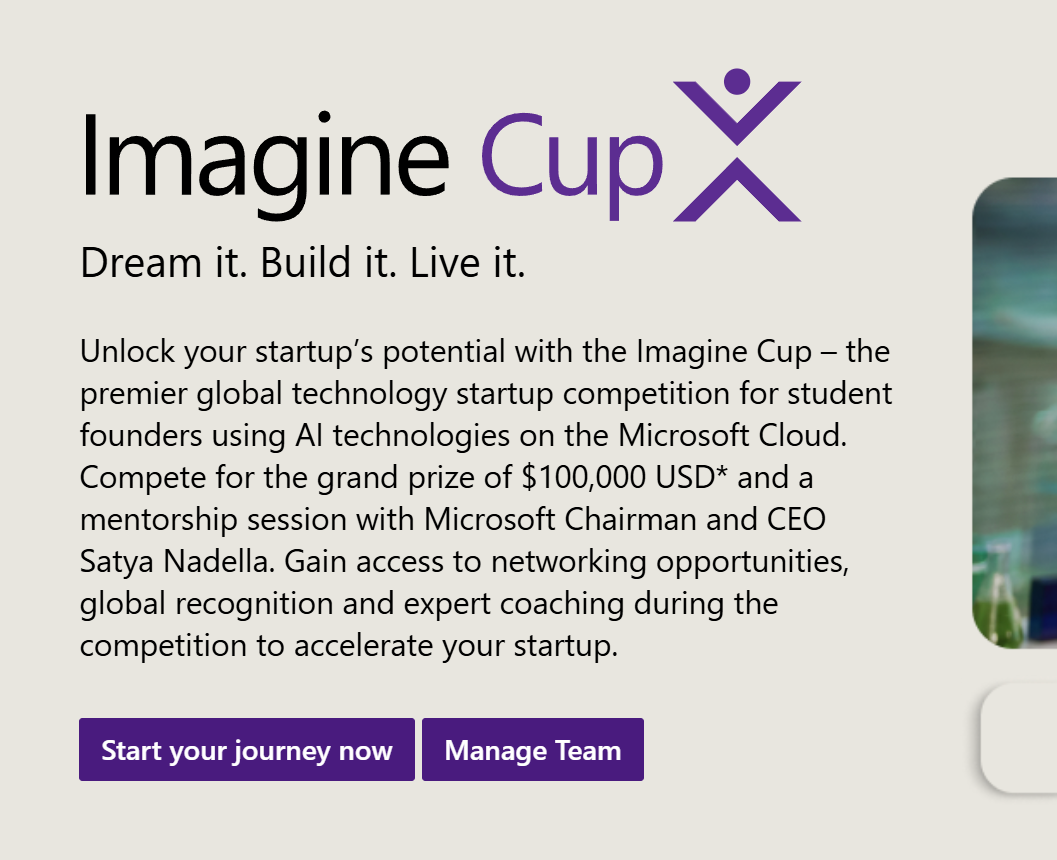 Imagine Cup
Dream it. Build it. Live it.
Unlock your startup’s potential with the Imagine Cup – the
premier global technology startup competition for student
founders using AI technologies on the Microsoft Cloud.
Compete for the grand prize of $100,000 USD* and a
mentorship session with Microsoft Chairman and CEO
Satya Nadella. Gain access to networking opportunities,
global recognition and expert coaching during the
competition to accelerate your startup.
Start your journey now
Manage Team